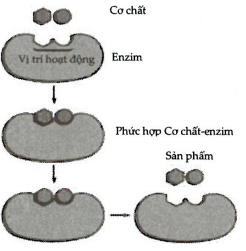 Cơ chất
Vị trí hoạt động
Enzim
Phức hợp Cơ chất-enzim
Sản phẩm